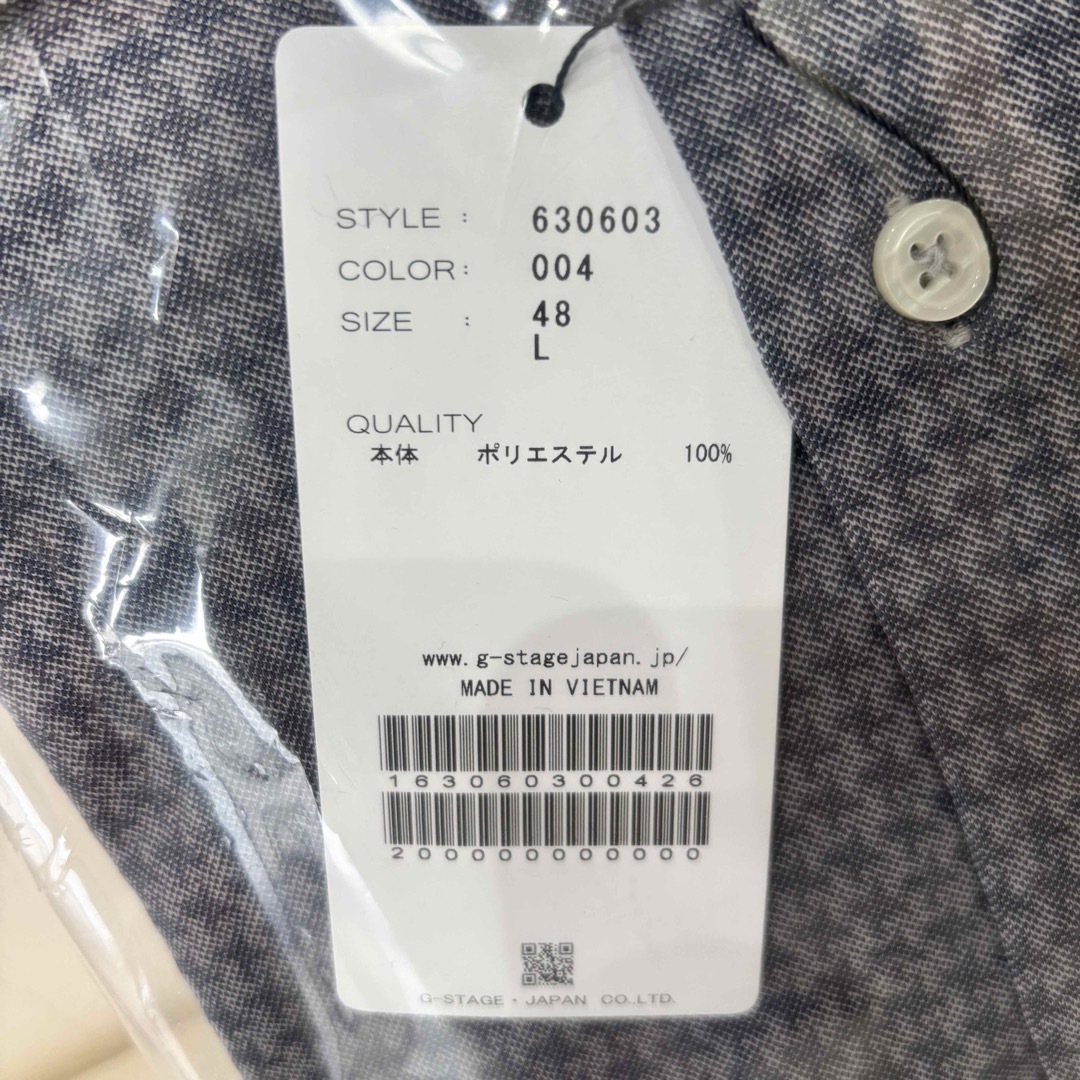 STYLE : 630603
COLOR: 004
SIZE : 48
L
QUALITY
本体 ポリエステル 100%
www.g-stagejapan.jp/
MADE IN VIETNAM
1630603004 26
2000000000000
G-STAGE・JAPAN CO.,LTD.